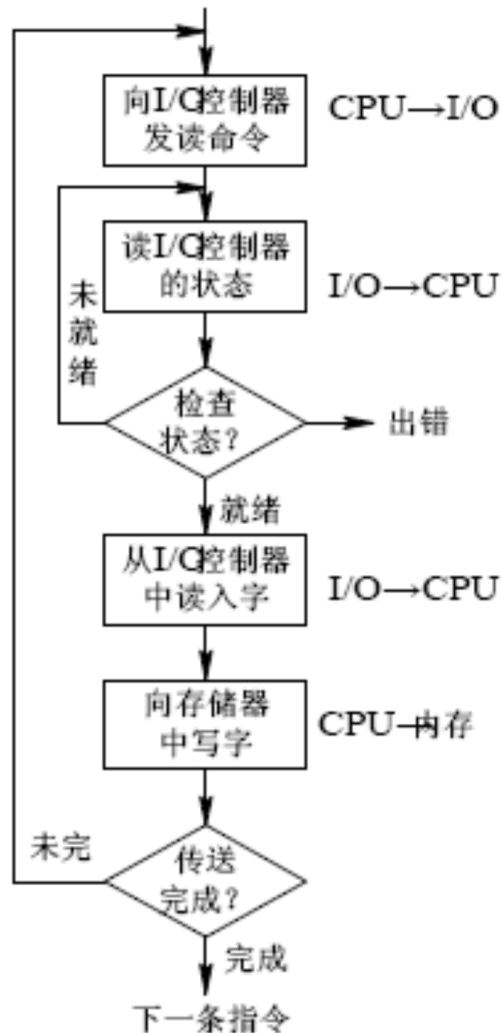 向I/O控制器
发读命令
CPU→I/O
读I/O控制器
的状态
I/O→CPU
未
就
绪
检查
状态？
出错
就绪
从I/O控制器
中读入字
I/O→CPU
向存储器
中写字
CPU→内存
未完
传送
完成？
完成
下一条指令